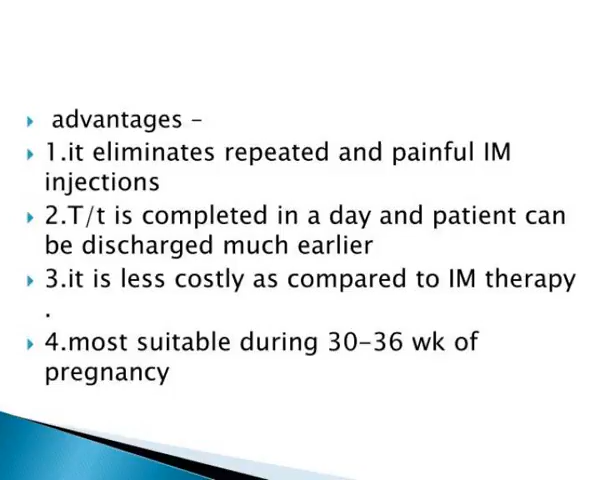 advantages –
1.it eliminates repeated and painful IM
injections
2.T/t is completed in a day and patient can
be discharged much earlier
3.it is less costly as compared to IM therapy
.
4.most suitable during 30-36 wk of
pregnancy